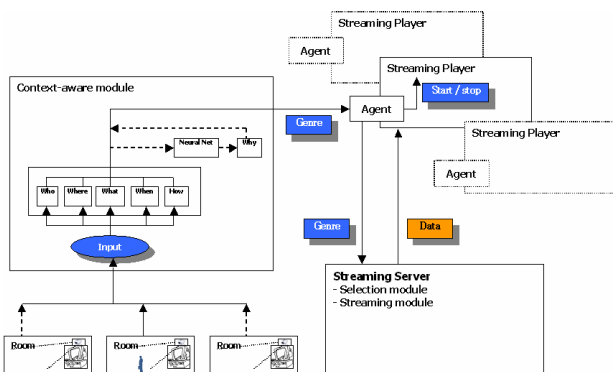 Streaming Player
Agent
Streaming Player
Start / stop
Agent
Streaming Player
Agent
Context-aware module
Genre
Neural Net
Why
Who
Where
What
When
How
Input
Genre
Data
Streaming Server
- Selection module
- Streaming module
Room
Room
Room